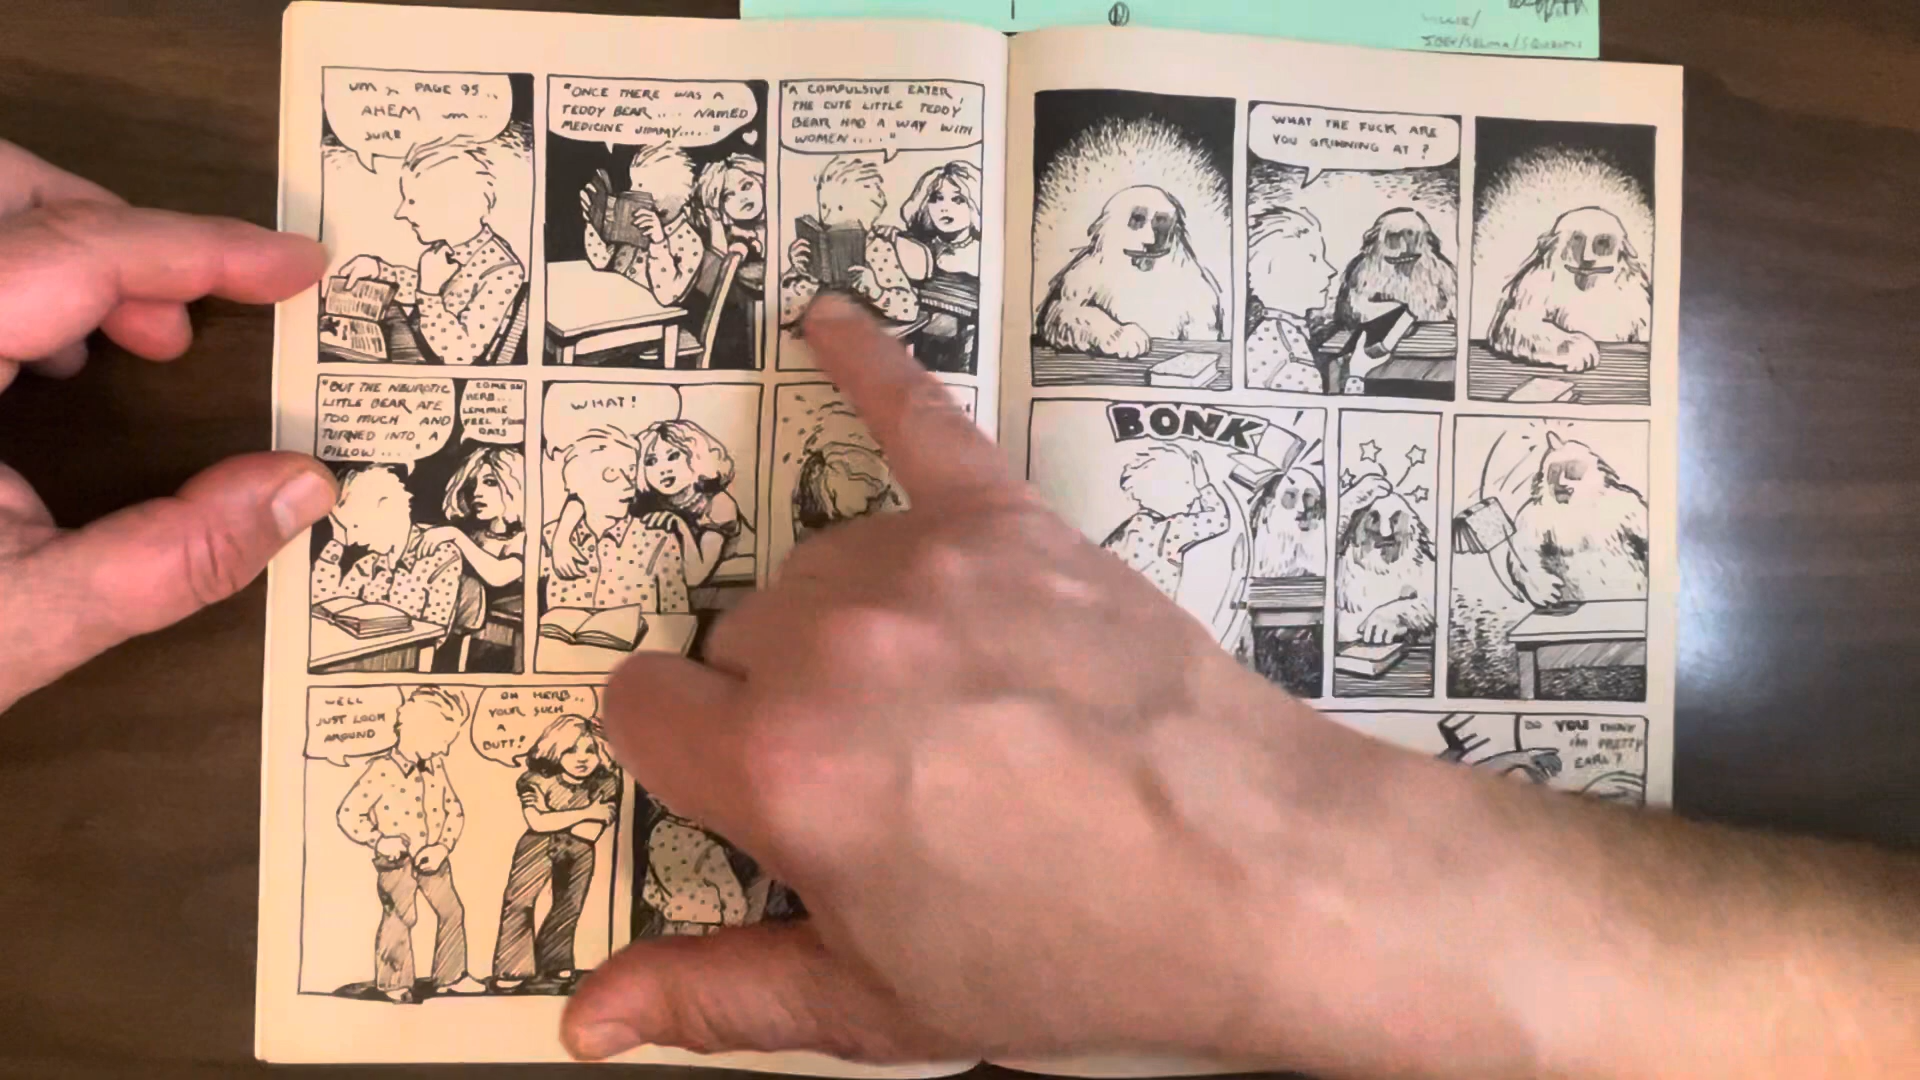 UM, PAGE 95..
AHEM UM..
SURE
"ONCE THERE WAS A
TEDDY BEAR.... NAMED
MEDICINE JIMMY....."
"A COMPULSIVE EATER,
THE CUTE LITTLE TEDDY
BEAR HAD A WAY WITH
WOMEN...."
"BUT THE NEUROTIC
LITTLE BEAR ATE
TOO MUCH AND
TURNED INTO A
PILLOW...."
COME ON
HERB...
LEMMIE
FEEL YOUR
OATS
WHAT!
WELL
JUST LOOK
AROUND
OH HERB..
YOUR SUCH
A
BUTT!
WHAT THE FUCK ARE
YOU GRINNING AT?
BONK
DO YOU THINK
I'M PRETTY
EARL?